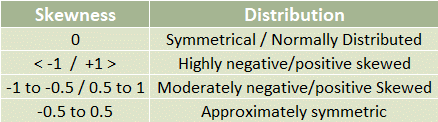 Skewness Distribution
0 Symmetrical / Normally Distributed
< -1 / +1 > Highly negative/positive skewed
-1 to -0.5 / 0.5 to 1 Moderately negative/positive Skewed
-0.5 to 0.5 Approximately symmetric